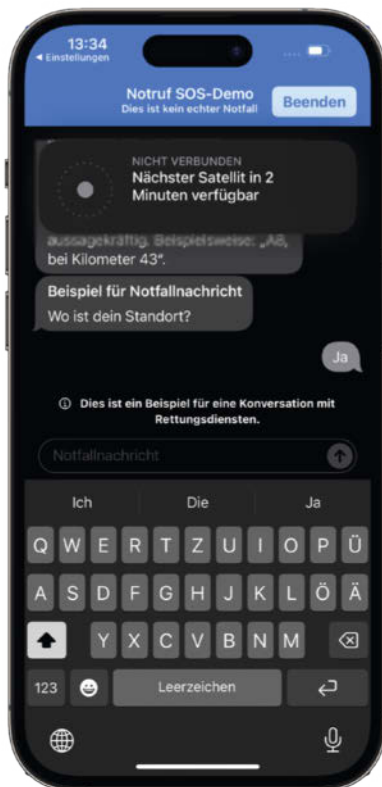 13:34
◀ Einstellungen
Notruf SOS-Demo
Dies ist kein echter Notfall
Beenden
NICHT VERBUNDEN
Nächster Satellit in 2
Minuten verfügbar
aussagekräftig. Beispielsweise: „A8,
bei Kilometer 43“.
Beispiel für Notfallnachricht
Wo ist dein Standort?
Ja
Dies ist ein Beispiel für eine Konversation mit
Rettungsdiensten.
Notfallnachricht
Ich Die Ja
Q W E R T Z U I O P Ü
A S D F G H J K L Ö Ä
Y X C V B N M
123 Leerzeichen